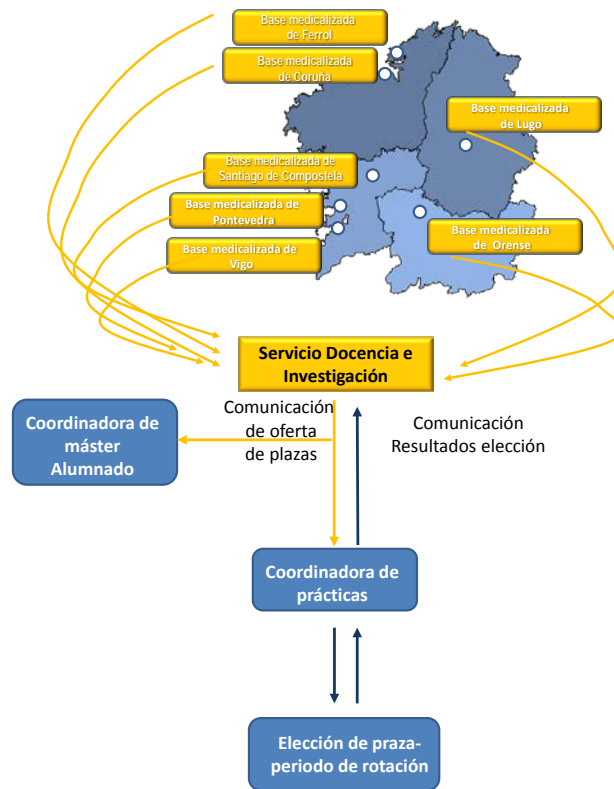 Base medicalizada
de Ferrol
Base medicalizada
de Coruña
Base medicalizada
de Lugo
Base medicalizada de
Santiago de Compostela
Base medicalizada de
Pontevedra
Base medicalizada de
Vigo
Base medicalizada
de Orense
Servicio Docencia e
Investigación
Comunicación
de oferta
de plazas
Comunicación
Resultados elección
Coordinadora de
máster
Alumnado
Coordinadora de
prácticas
Elección de praza-
periodo de rotación